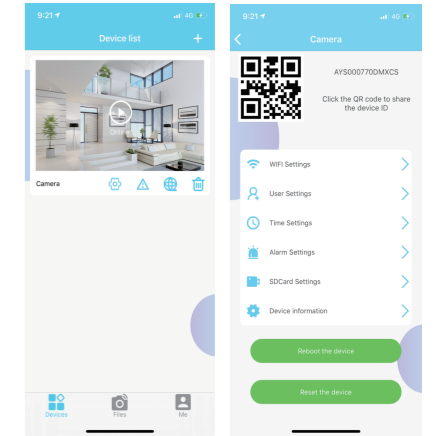 9:21
4G
Device list
+
Camera
Devices
Files
Me
9:21
4G
Camera
AYS000770DMXCS
Click the QR code to share
the device ID
WIFI Settings
User Settings
Time Settings
Alarm Settings
SDCard Settings
Device information
Reboot the device
Reset the device